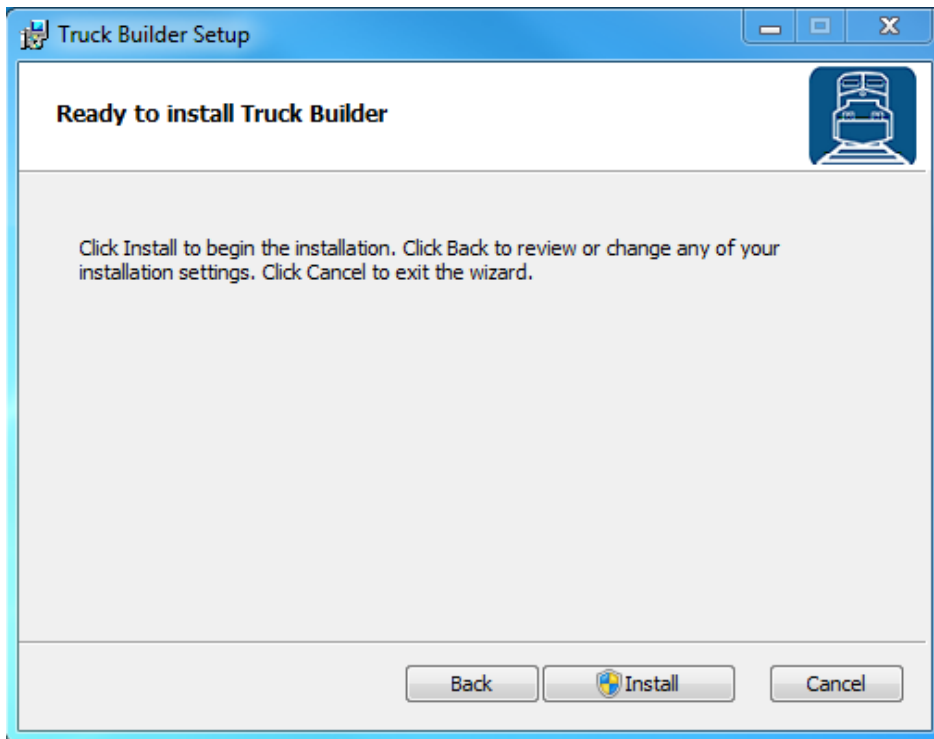 Truck Builder Setup
Ready to install Truck Builder
Click Install to begin the installation. Click Back to review or change any of your
installation settings. Click Cancel to exit the wizard.
Back
Install
Cancel